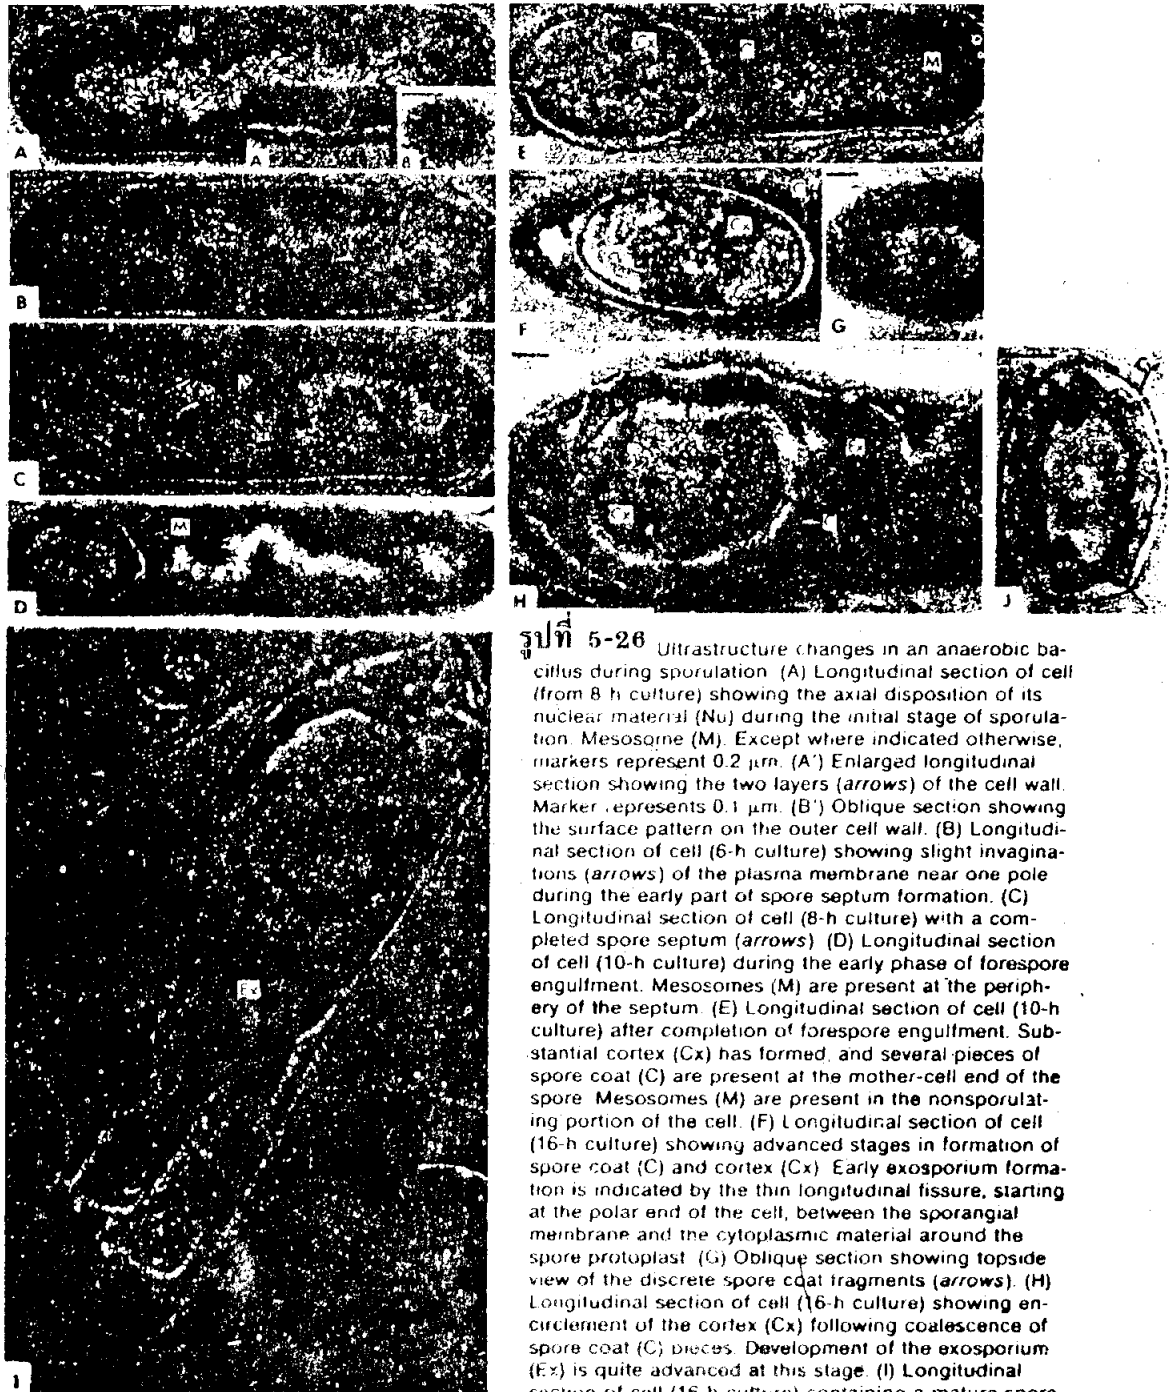 M
A
A
B
B
C
M
D
Cx
C
M
E
Cx
F
G
Cx
C
H
C
J
Ex
I
รูปที่ 5-26 Ultrastructure changes in an anaerobic ba-
cillus during sporulation. (A) Longitudinal section of cell
(from 8 h culture) showing the axial disposition of its
nuclear material (Nu) during the initial stage of sporula-
tion. Mesosome (M). Except where indicated otherwise,
markers represent 0.2 μm. (A') Enlarged longitudinal
section showing the two layers (arrows) of the cell wall.
Marker represents 0.1 μm. (B') Oblique section showing
the surface pattern on the outer cell wall. (B) Longitudi-
nal section of cell (6-h culture) showing slight invagina-
tions (arrows) of the plasma membrane near one pole
during the early part of spore septum formation. (C)
Longitudinal section of cell (8-h culture) with a com-
pleted spore septum (arrows). (D) Longitudinal section
of cell (10-h culture) during the early phase of forespore
engulfment. Mesosomes (M) are present at the periph-
ery of the septum. (E) Longitudinal section of cell (10-h
culture) after completion of forespore engulfment. Sub-
stantial cortex (Cx) has formed, and several pieces of
spore coat (C) are present at the mother-cell end of the
spore. Mesosomes (M) are present in the nonsporulat-
ing portion of the cell. (F) Longitudinal section of cell
(16-h culture) showing advanced stages in formation of
spore coat (C) and cortex (Cx). Early exosporium forma-
tion is indicated by the thin longitudinal fissure, starting
at the polar end of the cell, between the sporangial
membrane and the cytoplasmic material around the
spore protoplast. (G) Oblique section showing topside
view of the discrete spore coat fragments (arrows). (H)
Longitudinal section of cell (16-h culture) showing en-
circlement of the cortex (Cx) following coalescence of
spore coat (C) pieces. Development of the exosporium
(Ex) is quite advanced at this stage. (I) Longitudinal
section of cell (16-h culture) containing a mature spore